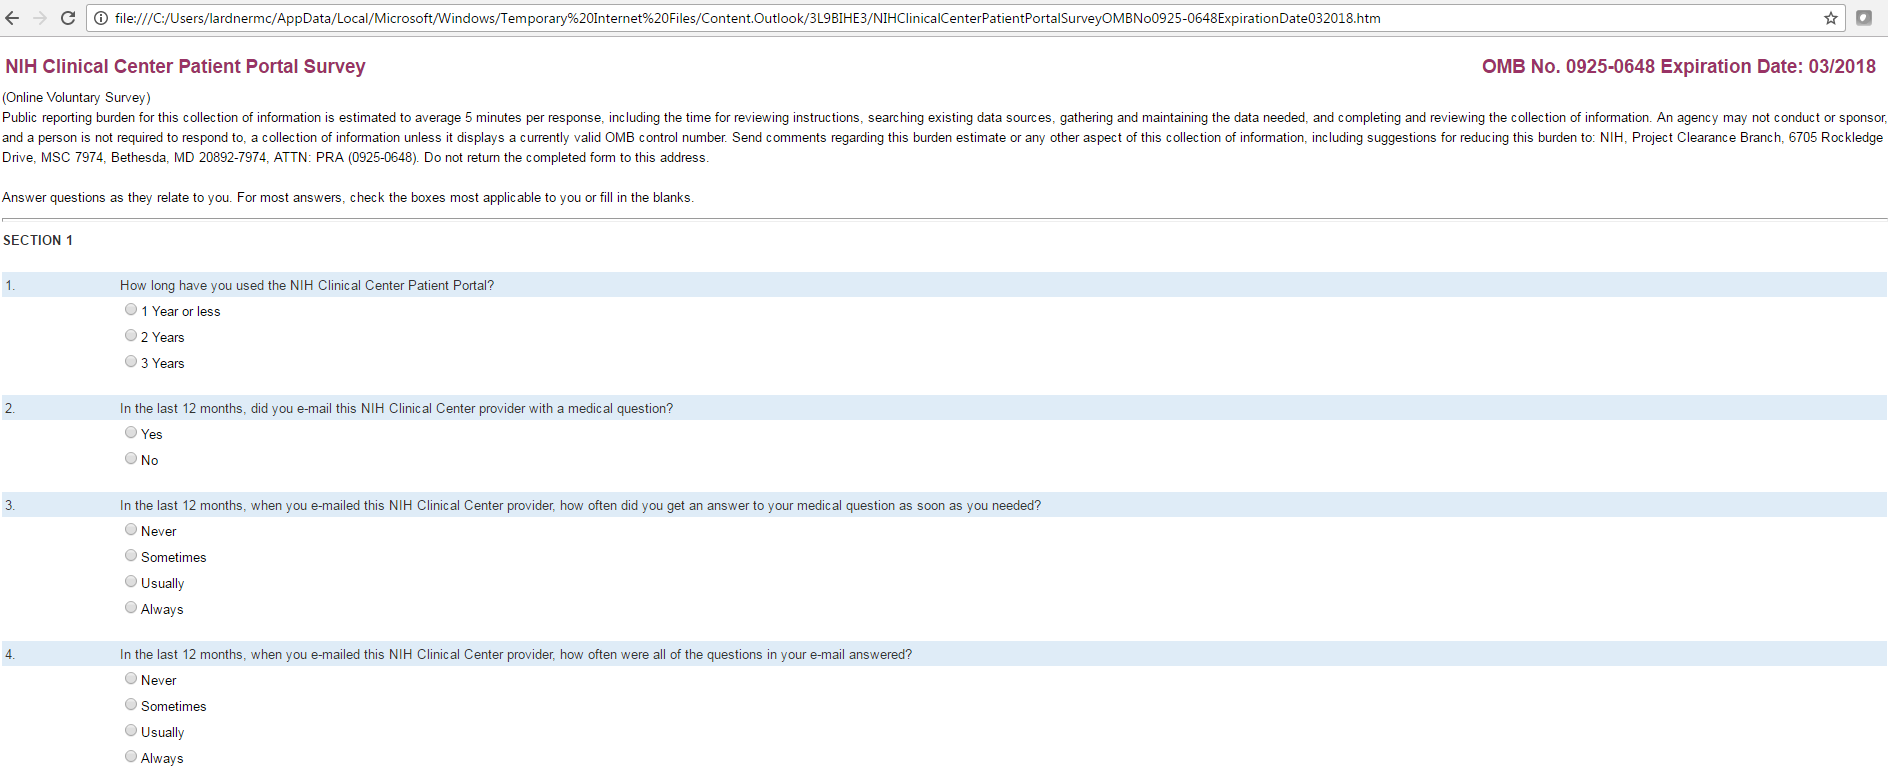 file:///C:/Users/lardnermc/AppData/Local/Microsoft/Windows/Temporary%20Internet%20Files/Content.Outlook/3L9BIHE3/NIHClinicalCenterPatientPortalSurveyOMBNo0925-0648ExpirationDate032018.htm
NIH Clinical Center Patient Portal Survey OMB No. 0925-0648 Expiration Date: 03/2018
(Online Voluntary Survey)
Public reporting burden for this collection of information is estimated to average 5 minutes per response, including the time for reviewing instructions, searching existing data sources, gathering and maintaining the data needed, and completing and reviewing the collection of information. An agency may not conduct or sponsor,
and a person is not required to respond to, a collection of information unless it displays a currently valid OMB control number. Send comments regarding this burden estimate or any other aspect of this collection of information, including suggestions for reducing this burden to: NIH, Project Clearance Branch, 6705 Rockledge
Drive, MSC 7974, Bethesda, MD 20892-7974, ATTN: PRA (0925-0648). Do not return the completed form to this address.
Answer questions as they relate to you. For most answers, check the boxes most applicable to you or fill in the blanks.
SECTION 1
1. How long have you used the NIH Clinical Center Patient Portal?
1 Year or less
2 Years
3 Years
2. In the last 12 months, did you e-mail this NIH Clinical Center provider with a medical question?
Yes
No
3. In the last 12 months, when you e-mailed this NIH Clinical Center provider, how often did you get an answer to your medical question as soon as you needed?
Never
Sometimes
Usually
Always
4. In the last 12 months, when you e-mailed this NIH Clinical Center provider, how often were all of the questions in your e-mail answered?
Never
Sometimes
Usually
Always